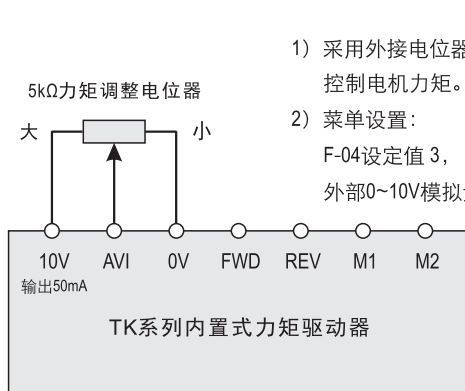 1）采用外接电位器
控制电机力矩。
5kΩ力矩调整电位器
大 小
2）菜单设置：
F-04设定值 3，
外部0~10V模拟
10V AVI 0V FWD REV M1 M2
输出50mA
TK系列内置式力矩驱动器